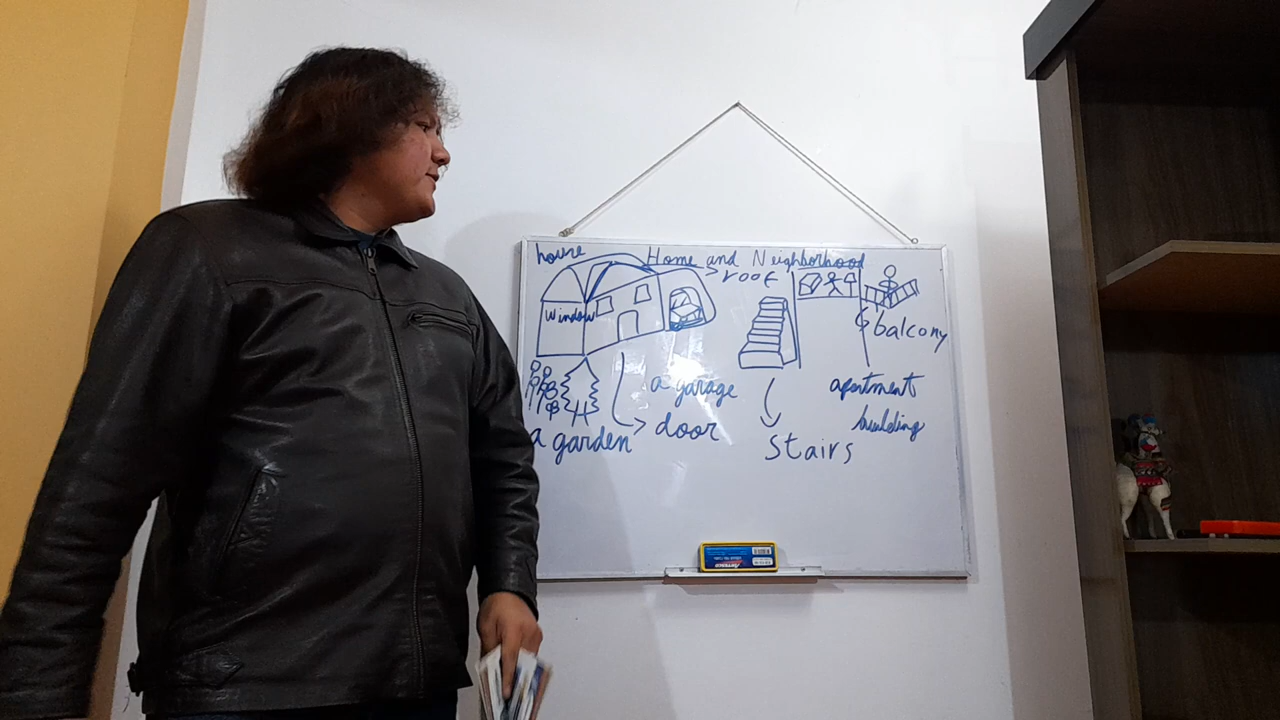 house
Home and Neighborhood
roof
window
balcony
a garage
apartment
building
door
a garden
stairs